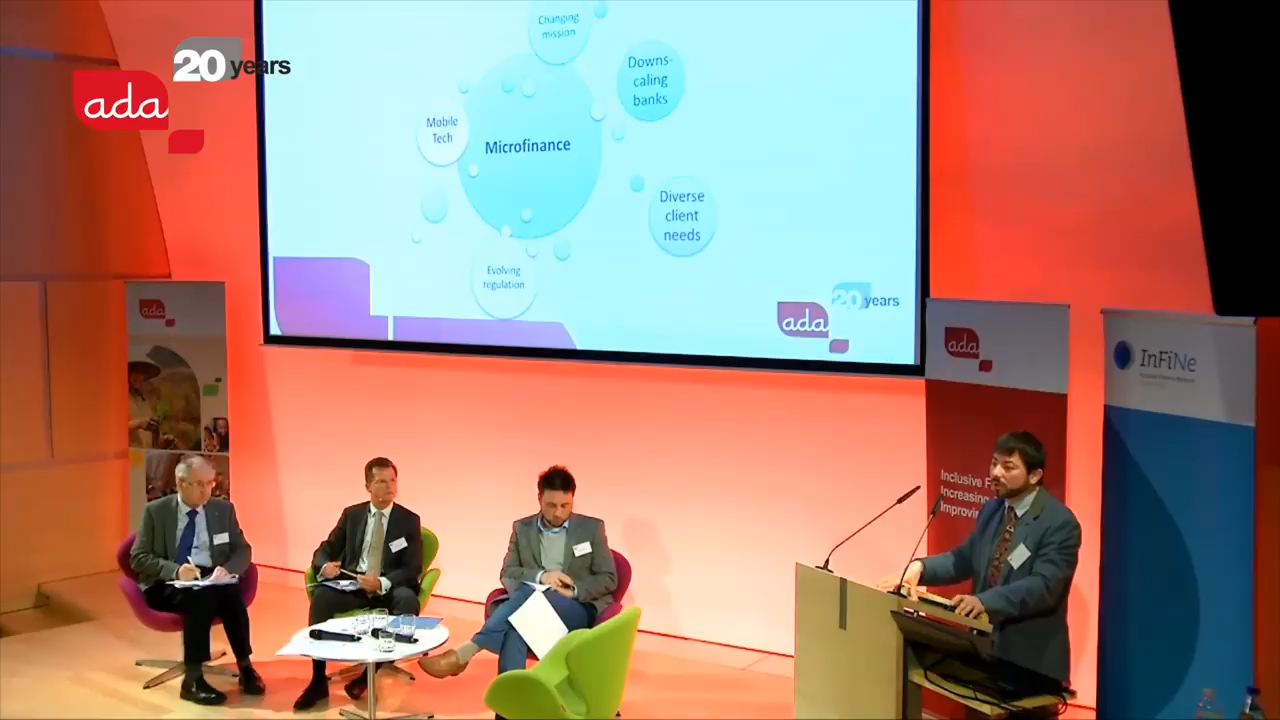 20 years
ada
Changing
mission
Downs-
caling
banks
Mobile
Tech
Microfinance
Diverse
client
needs
Evolving
regulation
20 years
ada
ada
ada
InFiNe
Inclusive
Increasing